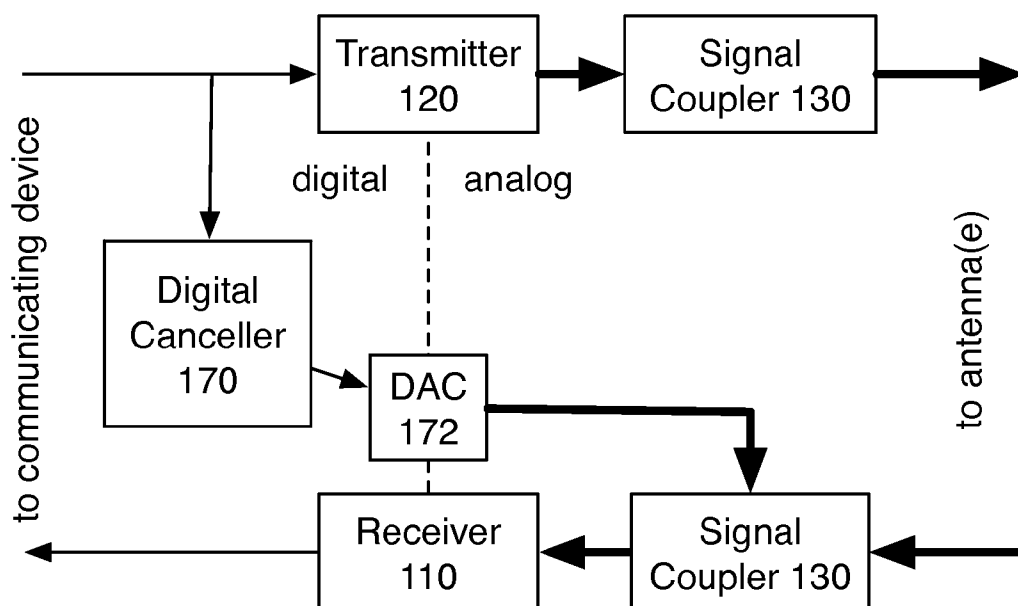 Transmitter
120
Signal
Coupler 130
digital
analog
to communicating device
Digital
Canceller
170
DAC
172
to antenna(e)
Receiver
110
Signal
Coupler 130